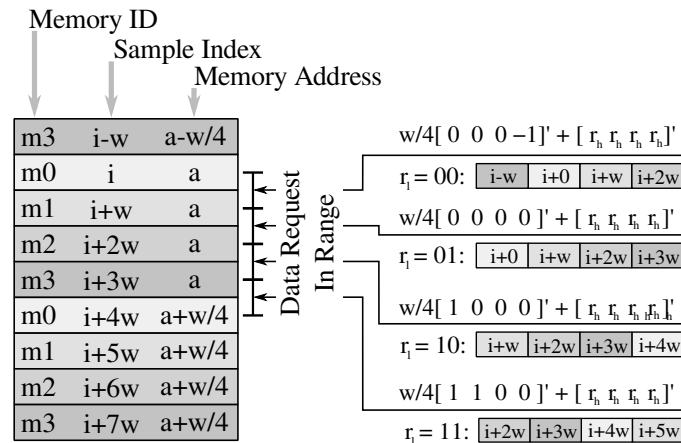 Memory ID
Sample Index
Memory Address
m3 i-w a-w/4
m0 i a
m1 i+w a
m2 i+2w a
m3 i+3w a
m0 i+4w a+w/4
m1 i+5w a+w/4
m2 i+6w a+w/4
m3 i+7w a+w/4
Data Request
In Range
w/4[ 0 0 0 −1]' + [ r_h r_h r_h r_h]'
r_l = 00: i-w i+0 i+w i+2w
w/4[ 0 0 0 0]' + [ r_h r_h r_h r_h]'
r_l = 01: i+0 i+w i+2w i+3w
w/4[ 1 0 0 0]' + [ r_h r_h r_h r_h]'
r_l = 10: i+w i+2w i+3w i+4w
w/4[ 1 1 0 0]' + [ r_h r_h r_h r_h]'
r_l = 11: i+2w i+3w i+4w i+5w